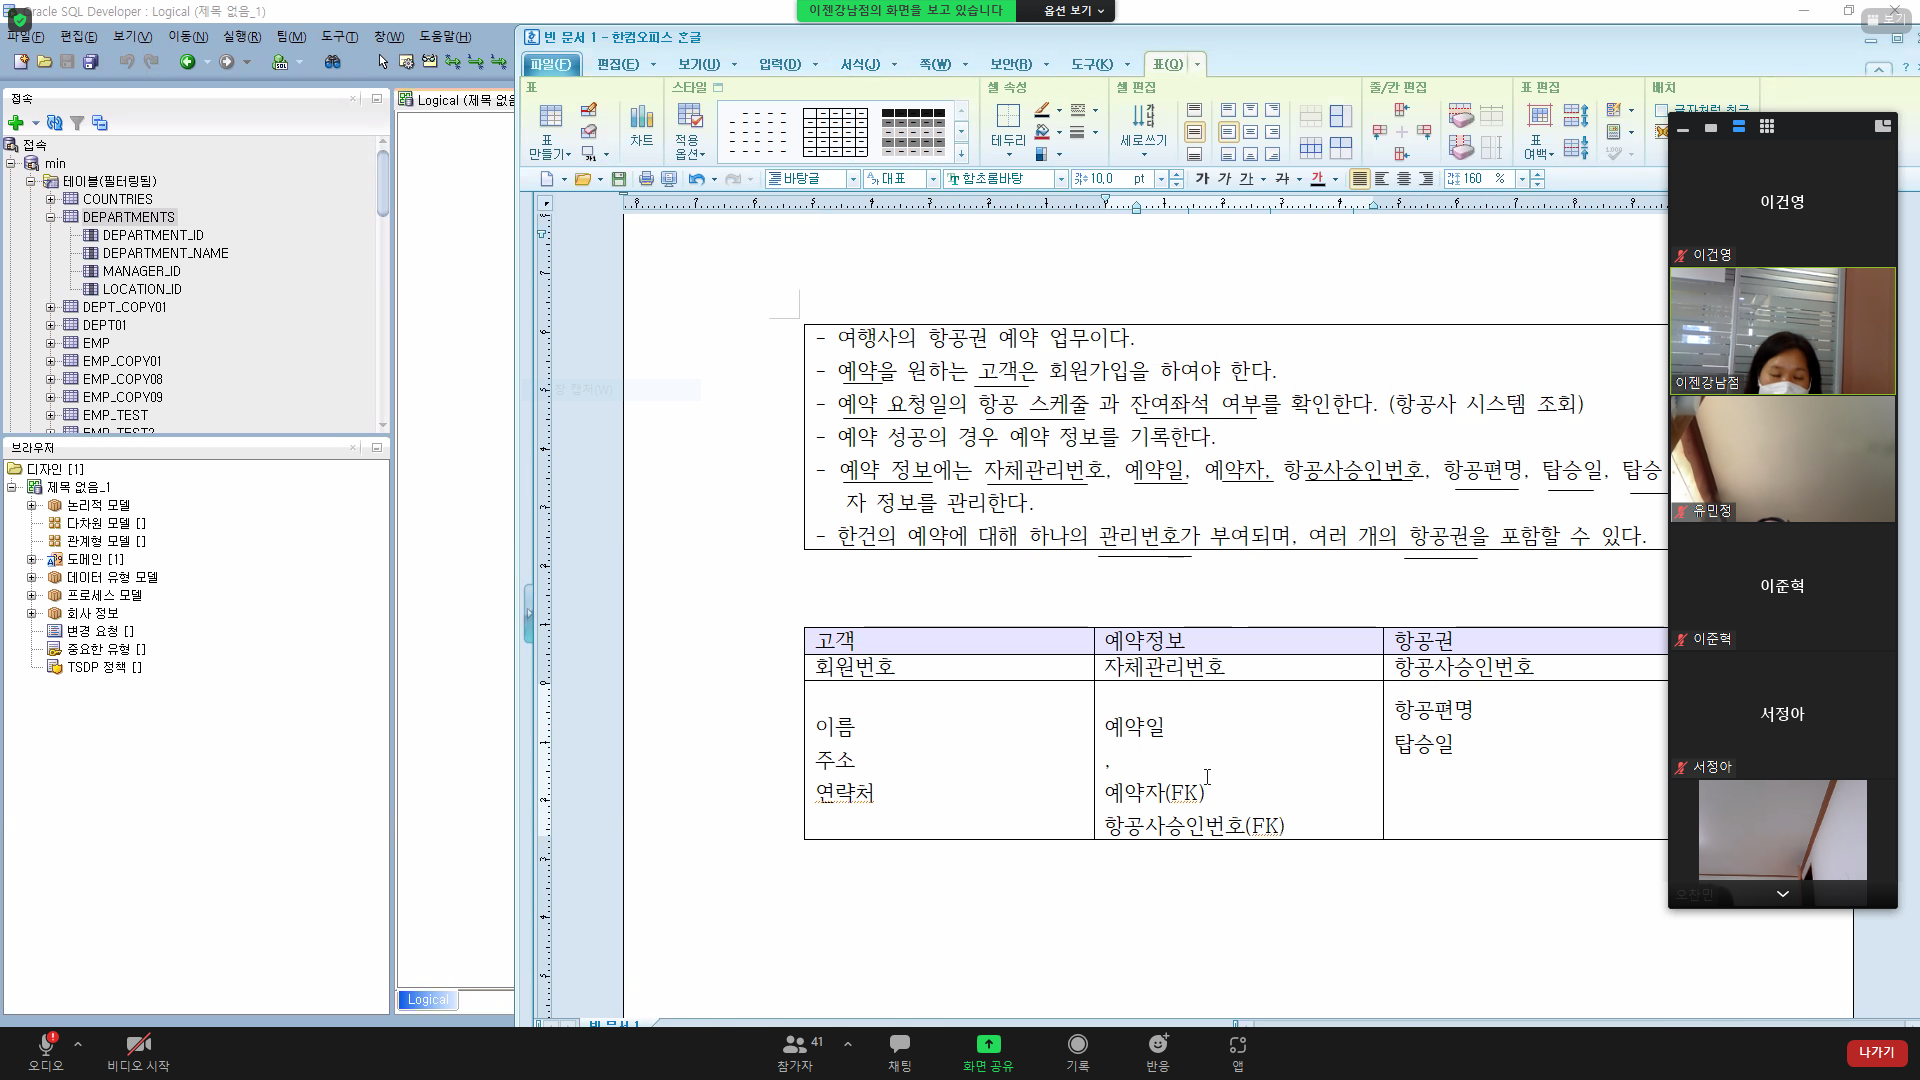 Oracle SQL Developer : Logical (제목 없음_1)
이젠강남점의 화면을 보고 있습니다
옵션 보기
보기
파일(F) 편집(E) 보기(V) 이동(N) 실행(R) 팀(M) 도구(T) 창(W) 도움말(H)
빈 문서 1 - 한컴오피스 한글
파일(F) 편집(E) 보기(U) 입력(D) 서식(J) 쪽(W) 보안(R) 도구(K) 표(Q)
표 스타일 셀 속성 셀 편집 줄/칸 편집 표 편집 배치
표
만들기
차트
적용
옵션
테두리
세로쓰기
표
여백
글자처럼 취급
바탕글 대표 함초롬바탕 10.0 pt 160 %
접속
접속
min
테이블(필터링됨)
COUNTRIES
DEPARTMENTS
DEPARTMENT_ID
DEPARTMENT_NAME
MANAGER_ID
LOCATION_ID
DEPT_COPY01
DEPT01
EMP
EMP_COPY01
EMP_COPY08
EMP_COPY09
EMP_TEST
EMP_TEST2
브라우저
디자인 [1]
제목 없음_1
논리적 모델
다차원 모델 []
관계형 모델 []
도메인 [1]
데이터 유형 모델
프로세스 모델
회사 정보
변경 요청 []
중요한 유형 []
TSDP 정책 []
Logical (제목 없음
Logical
- 여행사의 항공권 예약 업무이다.
- 예약을 원하는 고객은 회원가입을 하여야 한다.
- 예약 요청일의 항공 스케줄 과 잔여좌석 여부를 확인한다. (항공사 시스템 조회)
- 예약 성공의 경우 예약 정보를 기록한다.
- 예약 정보에는 자체관리번호, 예약일, 예약자, 항공사승인번호, 항공편명, 탑승일, 탑승
자 정보를 관리한다.
- 한건의 예약에 대해 하나의 관리번호가 부여되며, 여러 개의 항공권을 포함할 수 있다.
고객 예약정보 항공권
회원번호 자체관리번호 항공사승인번호
이름
주소
연락처
예약일
,
예약자(FK)
항공사승인번호(FK)
항공편명
탑승일
빈 문서 1
이건영
이건영
이젠강남점
유민정
이준혁
이준혁
서정아
서정아
오찬민
오디오 비디오 시작 참가자 41 채팅 화면 공유 기록 반응 앱 나가기